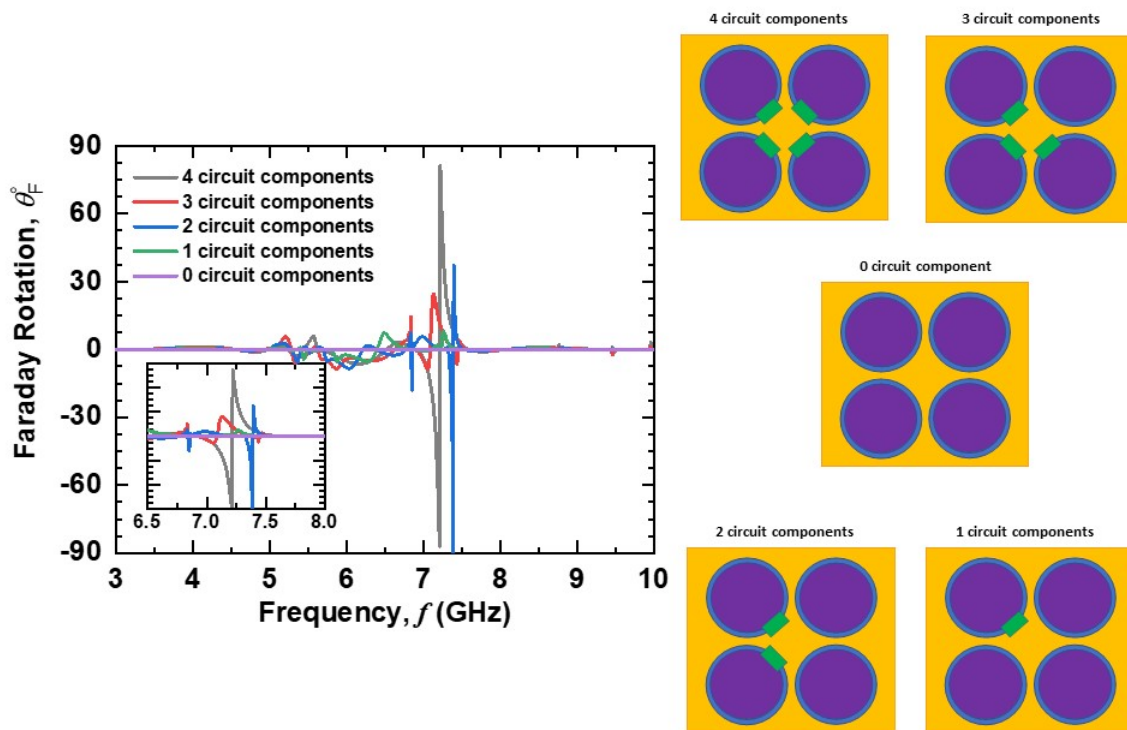 4 circuit components
3 circuit components
90
60
30
0
-30
-60
-90
Faraday Rotation, θ°F
4 circuit components
3 circuit components
2 circuit components
1 circuit components
0 circuit components
6.5 7.0 7.5 8.0
3 4 5 6 7 8 9 10
Frequency, f (GHz)
0 circuit component
2 circuit components
1 circuit components